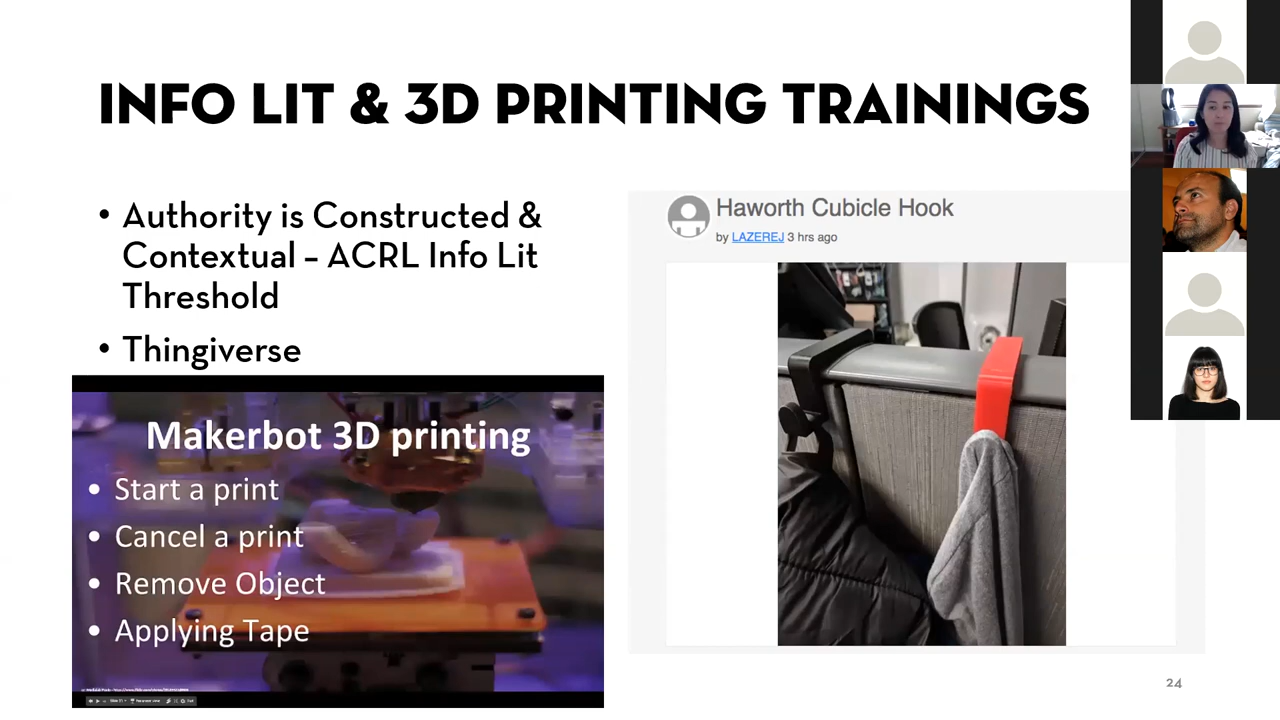 INFO LIT & 3D PRINTING TRAININGS
• Authority is Constructed &
Contextual – ACRL Info Lit
Threshold
• Thingiverse
Makerbot 3D printing
• Start a print
• Cancel a print
• Remove Object
• Applying Tape
Haworth Cubicle Hook
by LAZEREJ 3 hrs ago
24